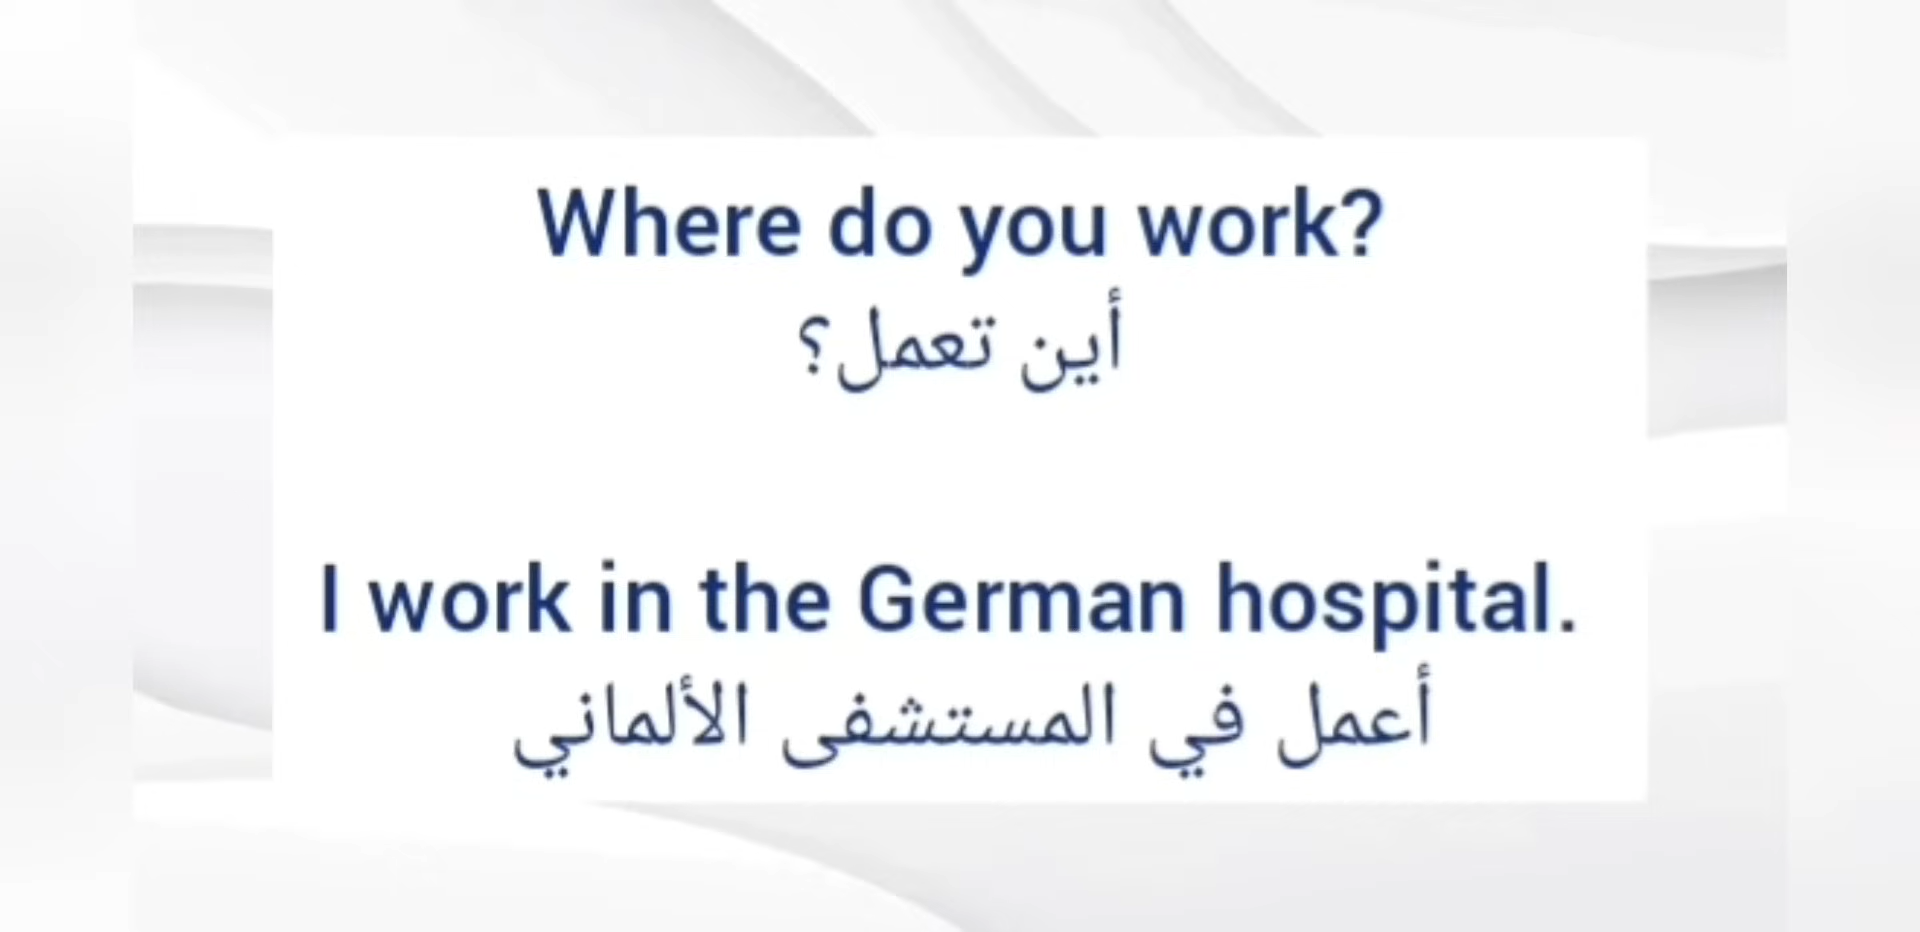 Where do you work?
أين تعمل؟
I work in the German hospital.
أعمل في المستشفى الألماني